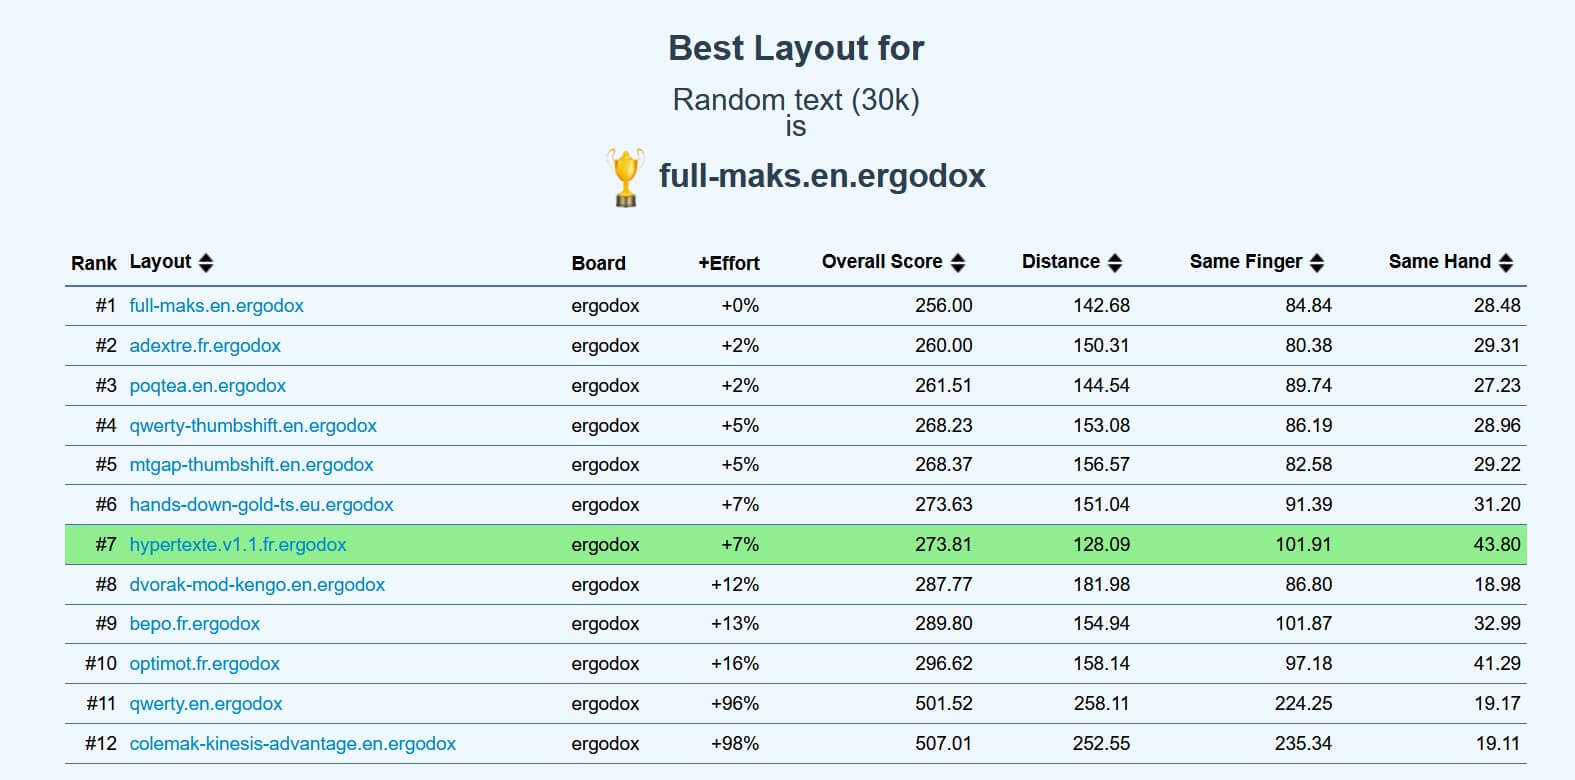 Best Layout for
Random text (30k)
is
full-maks.en.ergodox
Rank Layout Board +Effort Overall Score Distance Same Finger Same Hand
#1 full-maks.en.ergodox ergodox +0% 256.00 142.68 84.84 28.48
#2 adextre.fr.ergodox ergodox +2% 260.00 150.31 80.38 29.31
#3 poqtea.en.ergodox ergodox +2% 261.51 144.54 89.74 27.23
#4 qwerty-thumbshift.en.ergodox ergodox +5% 268.23 153.08 86.19 28.96
#5 mtgap-thumbshift.en.ergodox ergodox +5% 268.37 156.57 82.58 29.22
#6 hands-down-gold-ts.eu.ergodox ergodox +7% 273.63 151.04 91.39 31.20
#7 hypertexte.v1.1.fr.ergodox ergodox +7% 273.81 128.09 101.91 43.80
#8 dvorak-mod-kengo.en.ergodox ergodox +12% 287.77 181.98 86.80 18.98
#9 bepo.fr.ergodox ergodox +13% 289.80 154.94 101.87 32.99
#10 optimot.fr.ergodox ergodox +16% 296.62 158.14 97.18 41.29
#11 qwerty.en.ergodox ergodox +96% 501.52 258.11 224.25 19.17
#12 colemak-kinesis-advantage.en.ergodox ergodox +98% 507.01 252.55 235.34 19.11